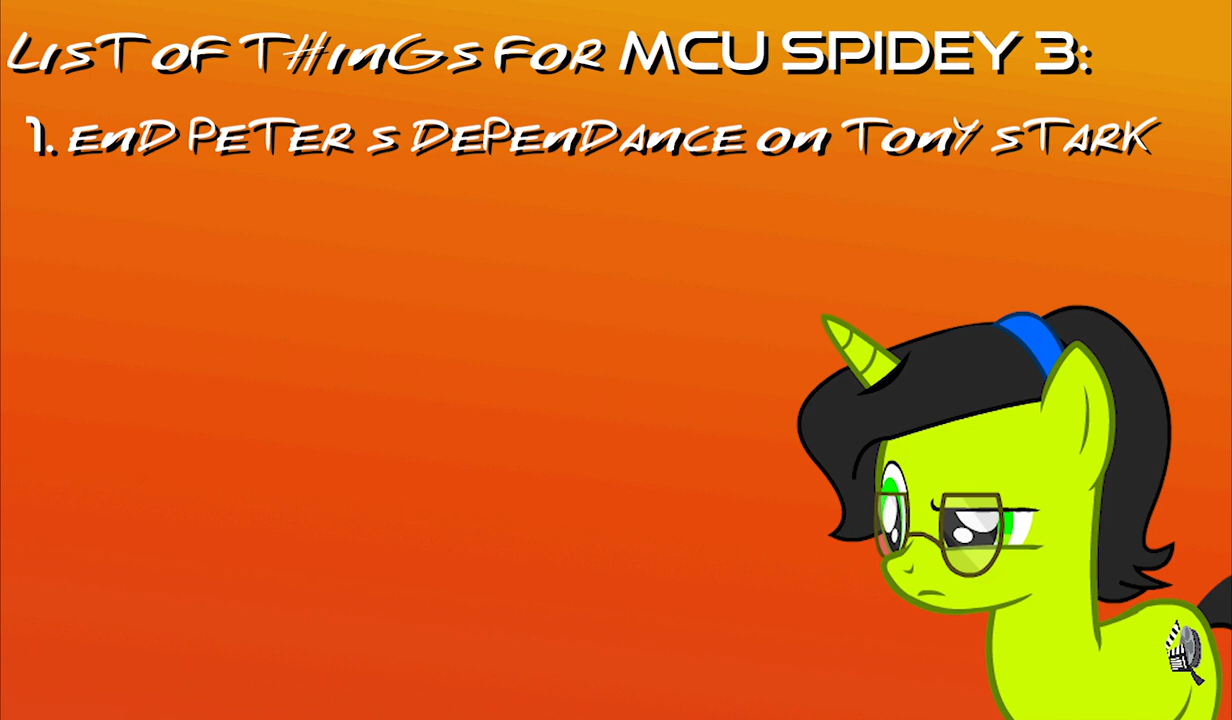 LIST OF THINGS FOR MCU SPIDEY 3:
1. END PETER S DEPENDANCE ON TONY STARK